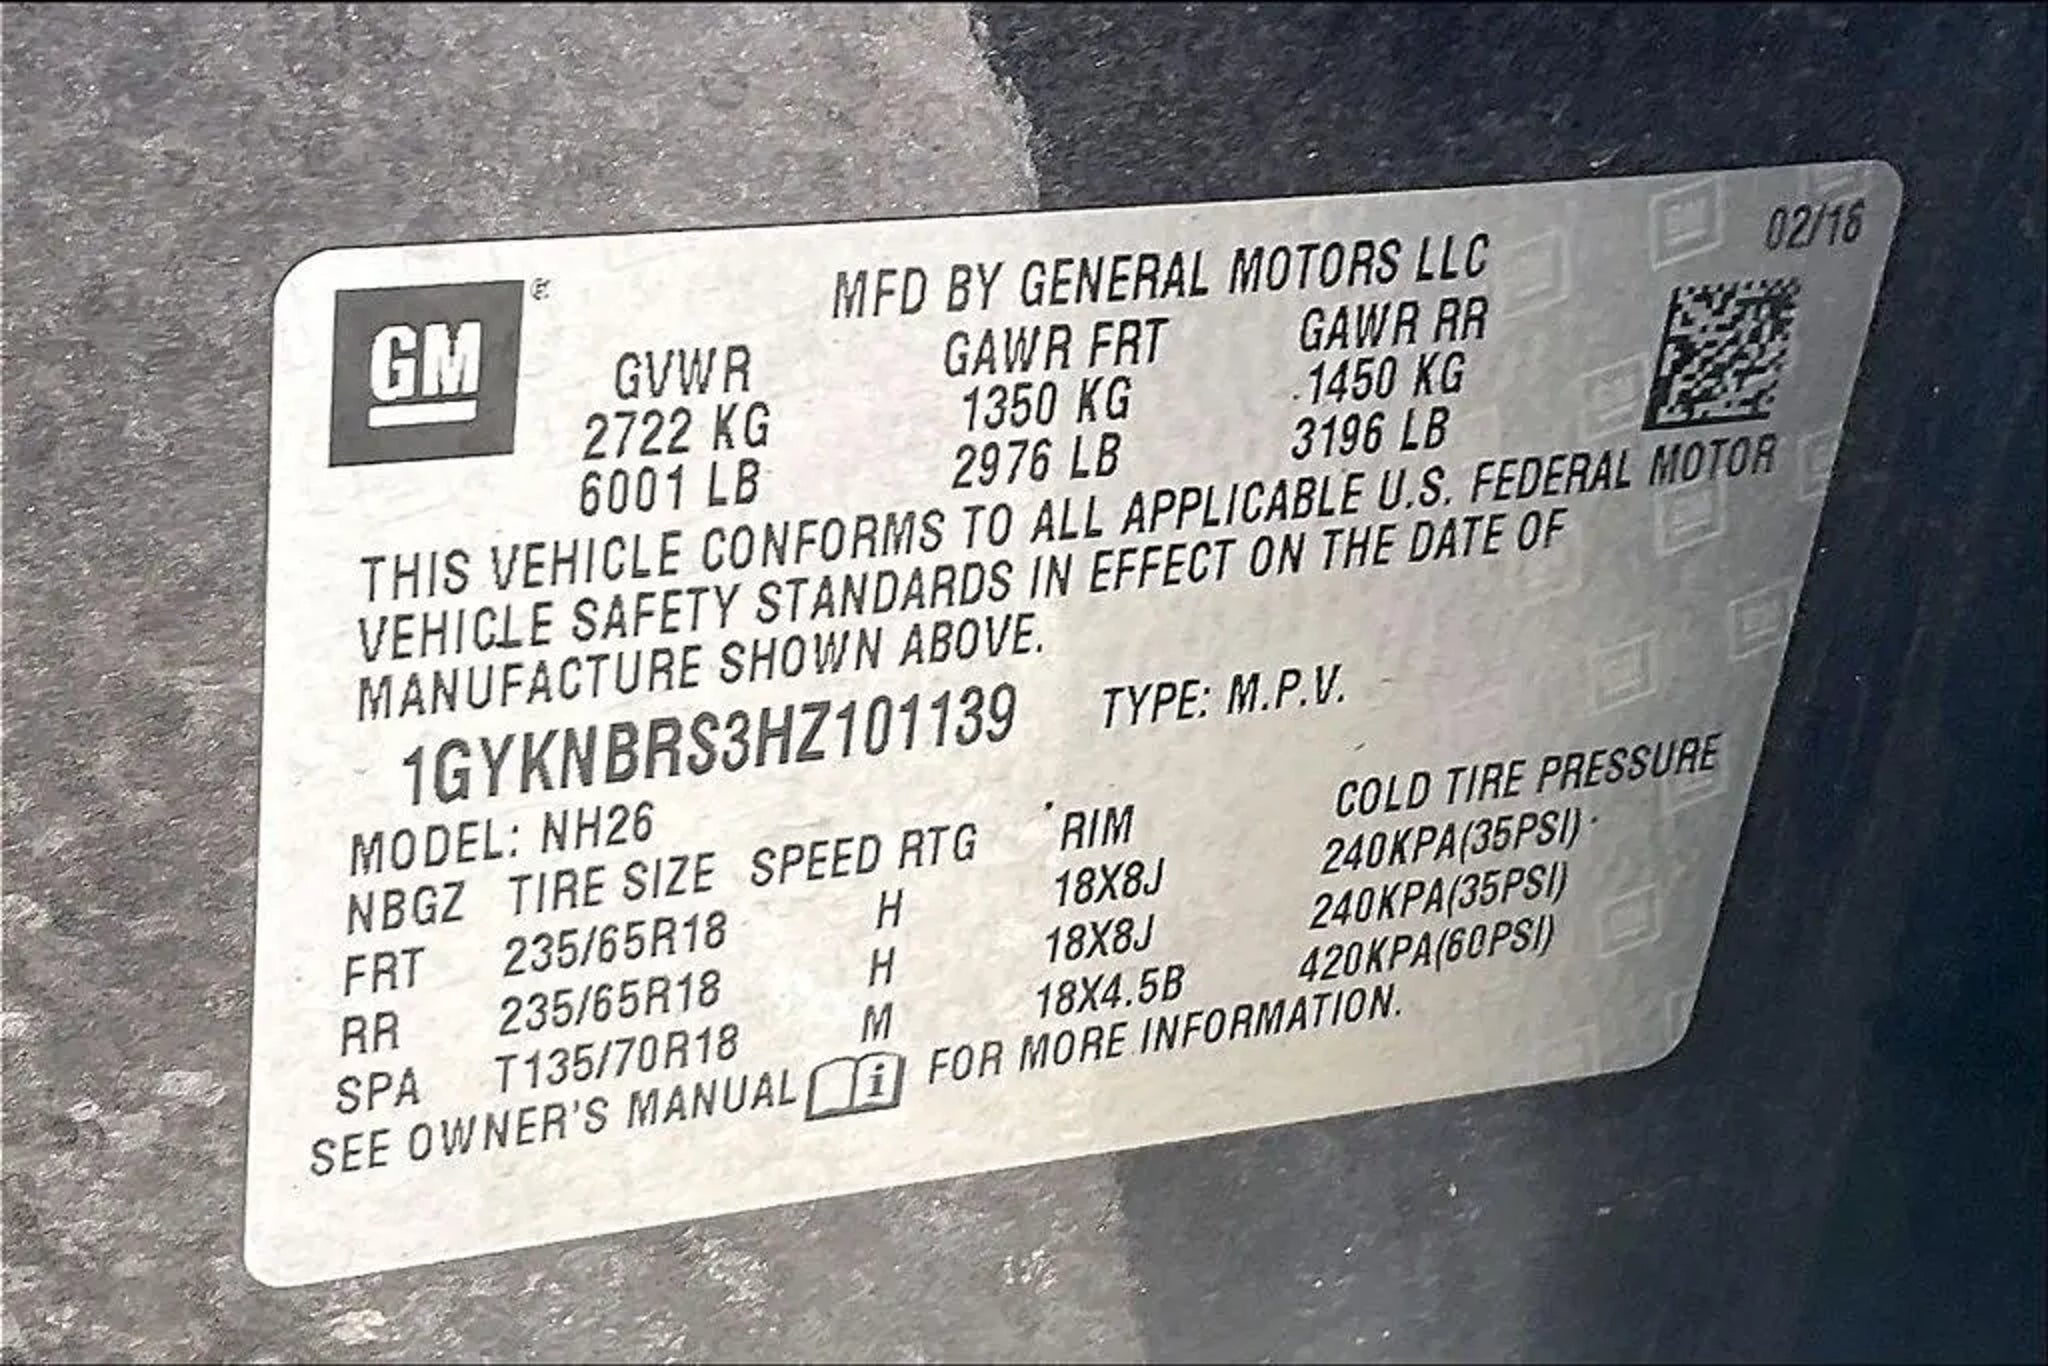 02/16
GM
MFD BY GENERAL MOTORS LLC
GVWR GAWR FRT GAWR RR
2722 KG 1350 KG 1450 KG
6001 LB 2976 LB 3196 LB
THIS VEHICLE CONFORMS TO ALL APPLICABLE U.S. FEDERAL MOTOR
VEHICLE SAFETY STANDARDS IN EFFECT ON THE DATE OF
MANUFACTURE SHOWN ABOVE.
1GYKNBRS3HZ101139 TYPE: M.P.V.
MODEL: NH26
NBGZ TIRE SIZE SPEED RTG RIM COLD TIRE PRESSURE
FRT 235/65R18 H 18X8J 240KPA(35PSI)
RR 235/65R18 H 18X8J 240KPA(35PSI)
SPA T135/70R18 M 18X4.5B 420KPA(60PSI)
SEE OWNER'S MANUAL i FOR MORE INFORMATION.